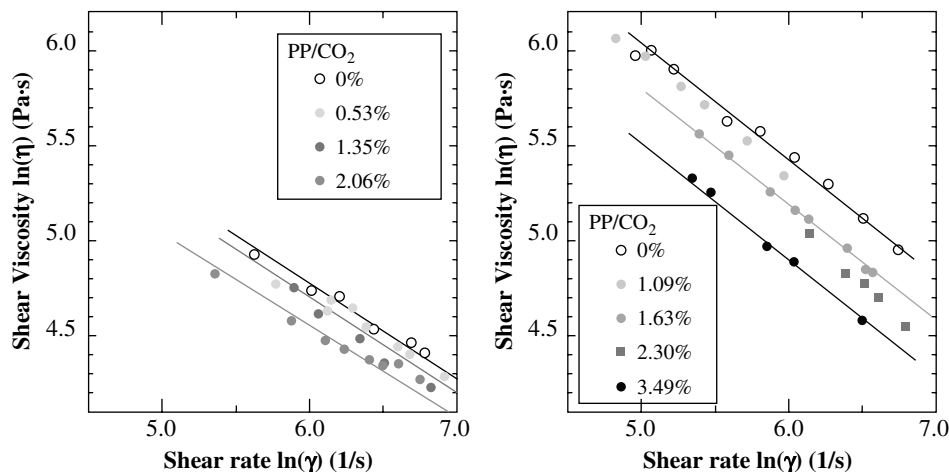 6.0
5.5
5.0
4.5
Shear Viscosity ln(η) (Pa·s)
PP/CO2
0%
0.53%
1.35%
2.06%
5.0 6.0 7.0
Shear rate ln(γ) (1/s)
6.0
5.5
5.0
4.5
Shear Viscosity ln(η) (Pa·s)
PP/CO2
0%
1.09%
1.63%
2.30%
3.49%
5.0 6.0 7.0
Shear rate ln(γ) (1/s)